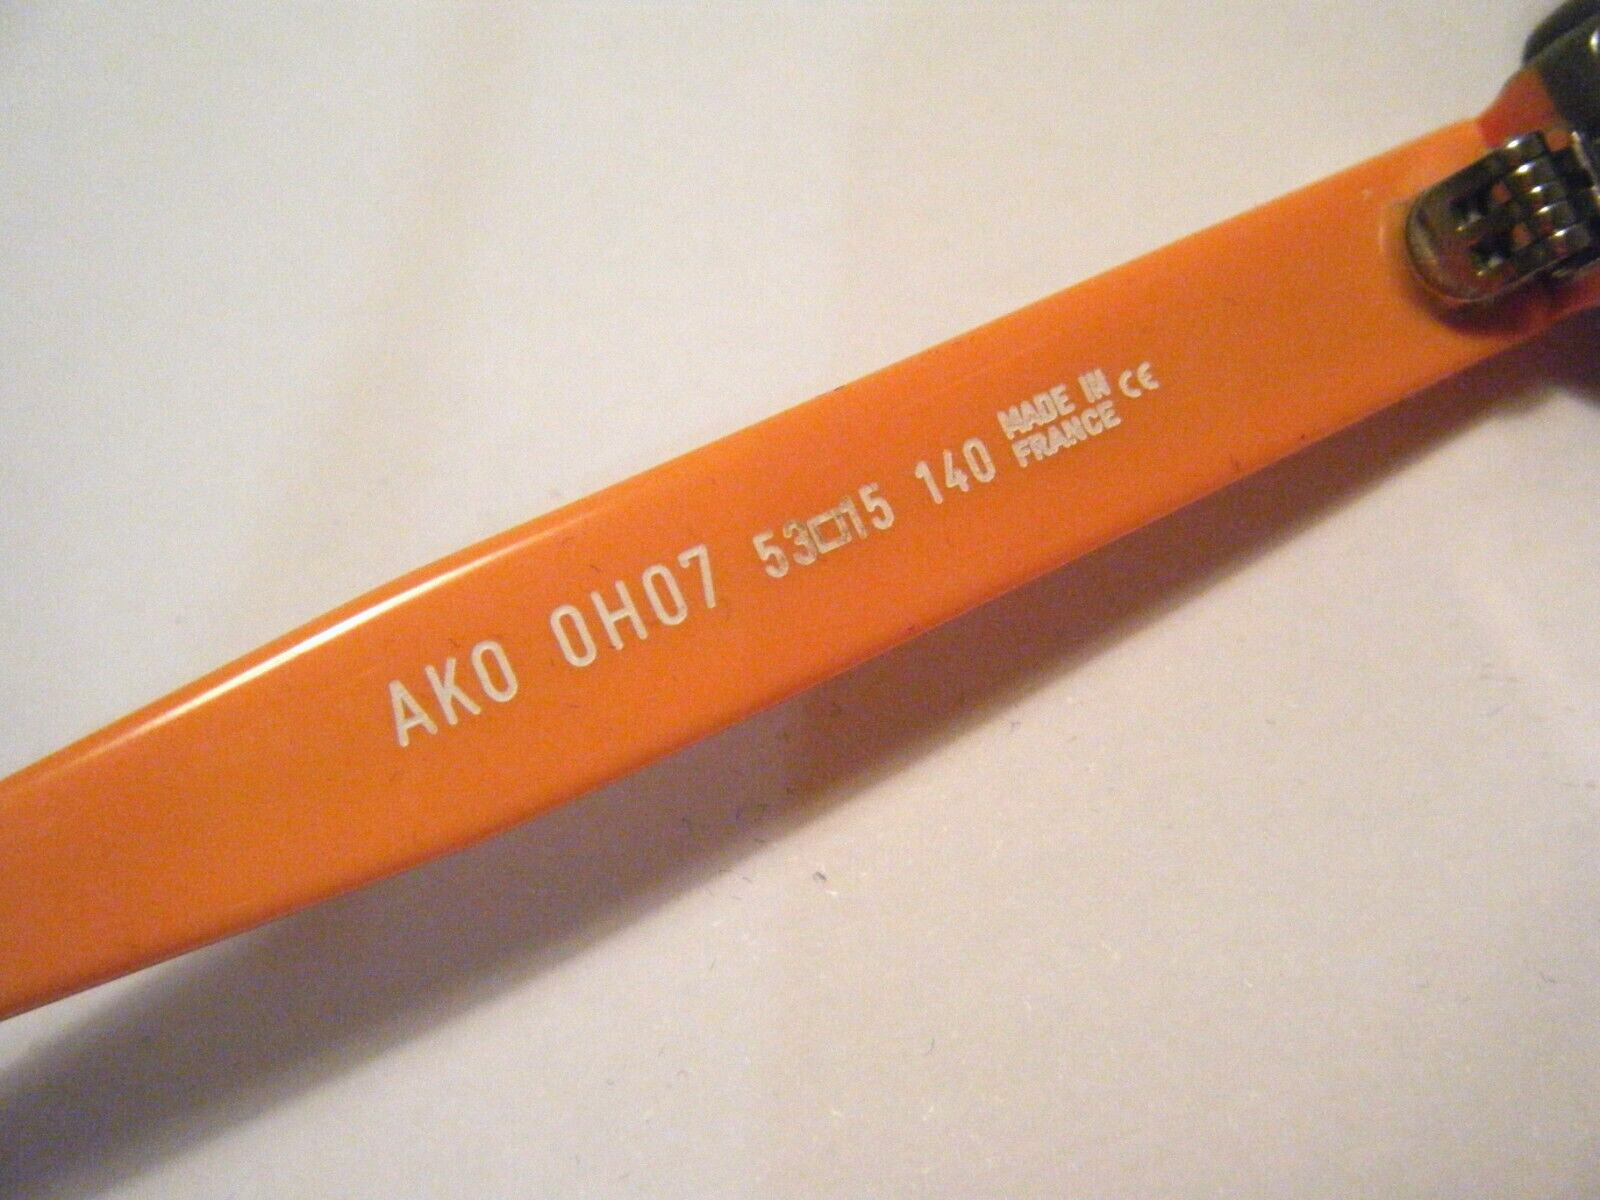 AKO OH07 53□15 140 MADE IN
FRANCE CE